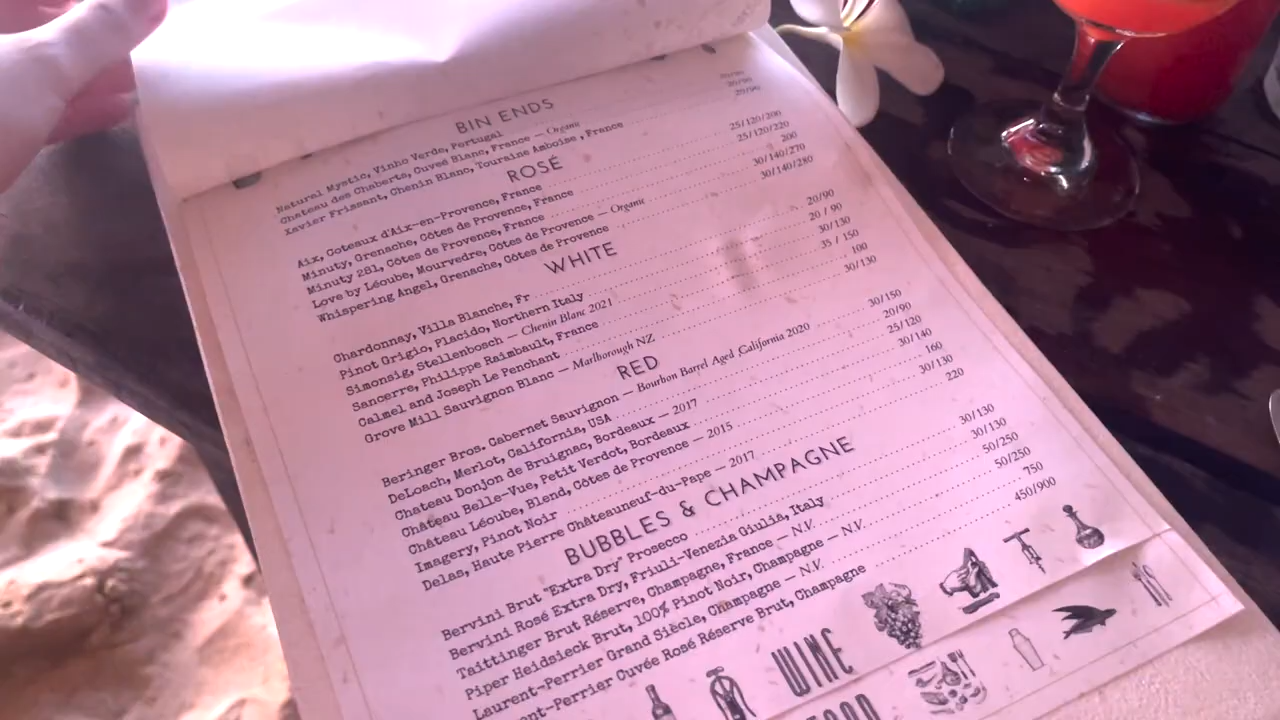 BIN ENDS
Natural Mystic, Vinho Verde, Portugal 20/90
Chateau des Chaberts, Cuveé Blanc, France — Organic 20/90
Xavier Frissant, Chenin Blanc, Touraine Amboise, France 20/90
ROSÉ
Aix, Coteaux d'Aix-en-Provence, France 25/120/200
Minuty, Grenache, Côtes de Provence, France 25/120/220
Minuty 281, Côtes de Provence, France 200
Love by Léoube, Mourvedre, Côtes de Provence — Organic 30/140/270
Whispering Angel, Grenache, Côtes de Provence 30/140/280
WHITE
Chardonnay, Villa Blanche, Fr 20/90
Pinot Grigio, Placido, Northern Italy 20 / 90
Simonsig, Stellenbosch — Chenin Blanc 2021 30/130
Sancerre, Philippe Raimbault, France 35 / 150
Calmel and Joseph Le Penchant 100
Grove Mill Sauvignon Blanc — Marlborough NZ 30/130
RED
Beringer Bros. Cabernet Sauvignon — Bourbon Barrel Aged California 2020 30/150
DeLoach, Merlot, California, USA 20/90
Chateau Donjon de Bruignac, Bordeaux — 2017 25/120
Château Belle-Vue, Petit Verdot, Bordeaux 30/140
Château Léoube, Blend, Côtes de Provence — 2015 160
Imagery, Pinot Noir 30/130
Delas, Haute Pierre Châteauneuf-du-Pape — 2017 220
BUBBLES & CHAMPAGNE
Bervini Brut "Extra Dry" Prosecco 30/130
Bervini Rosé Extra Dry, Friuli-Venezia Giulia, Italy 30/130
Taittinger Brut Réserve, Champagne, France — N.V. 50/250
Piper Heidsieck Brut, 100% Pinot Noir, Champagne — N.V. 50/250
Laurent-Perrier Grand Siècle, Champagne — N.V. 750
nt-Perrier Cuvée Rosé Réserve Brut, Champagne 450/900
WINE
FOOD